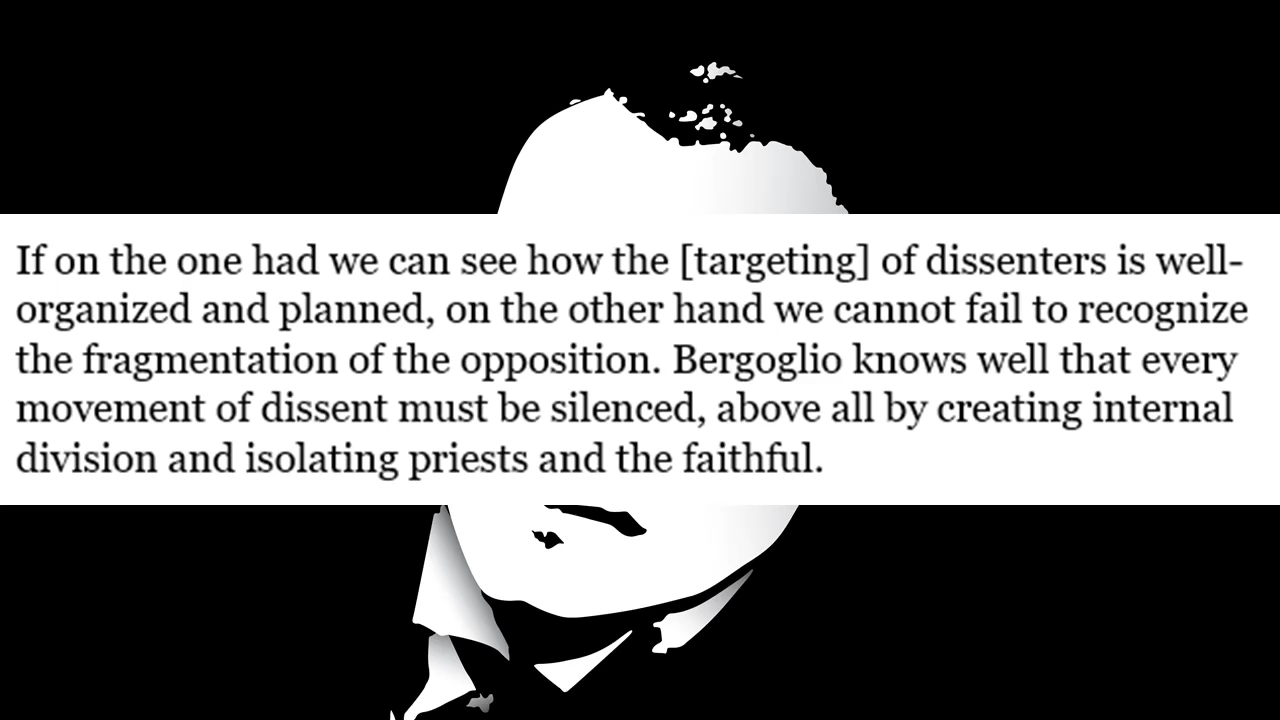 If on the one had we can see how the [targeting] of dissenters is well-
organized and planned, on the other hand we cannot fail to recognize
the fragmentation of the opposition. Bergoglio knows well that every
movement of dissent must be silenced, above all by creating internal
division and isolating priests and the faithful.